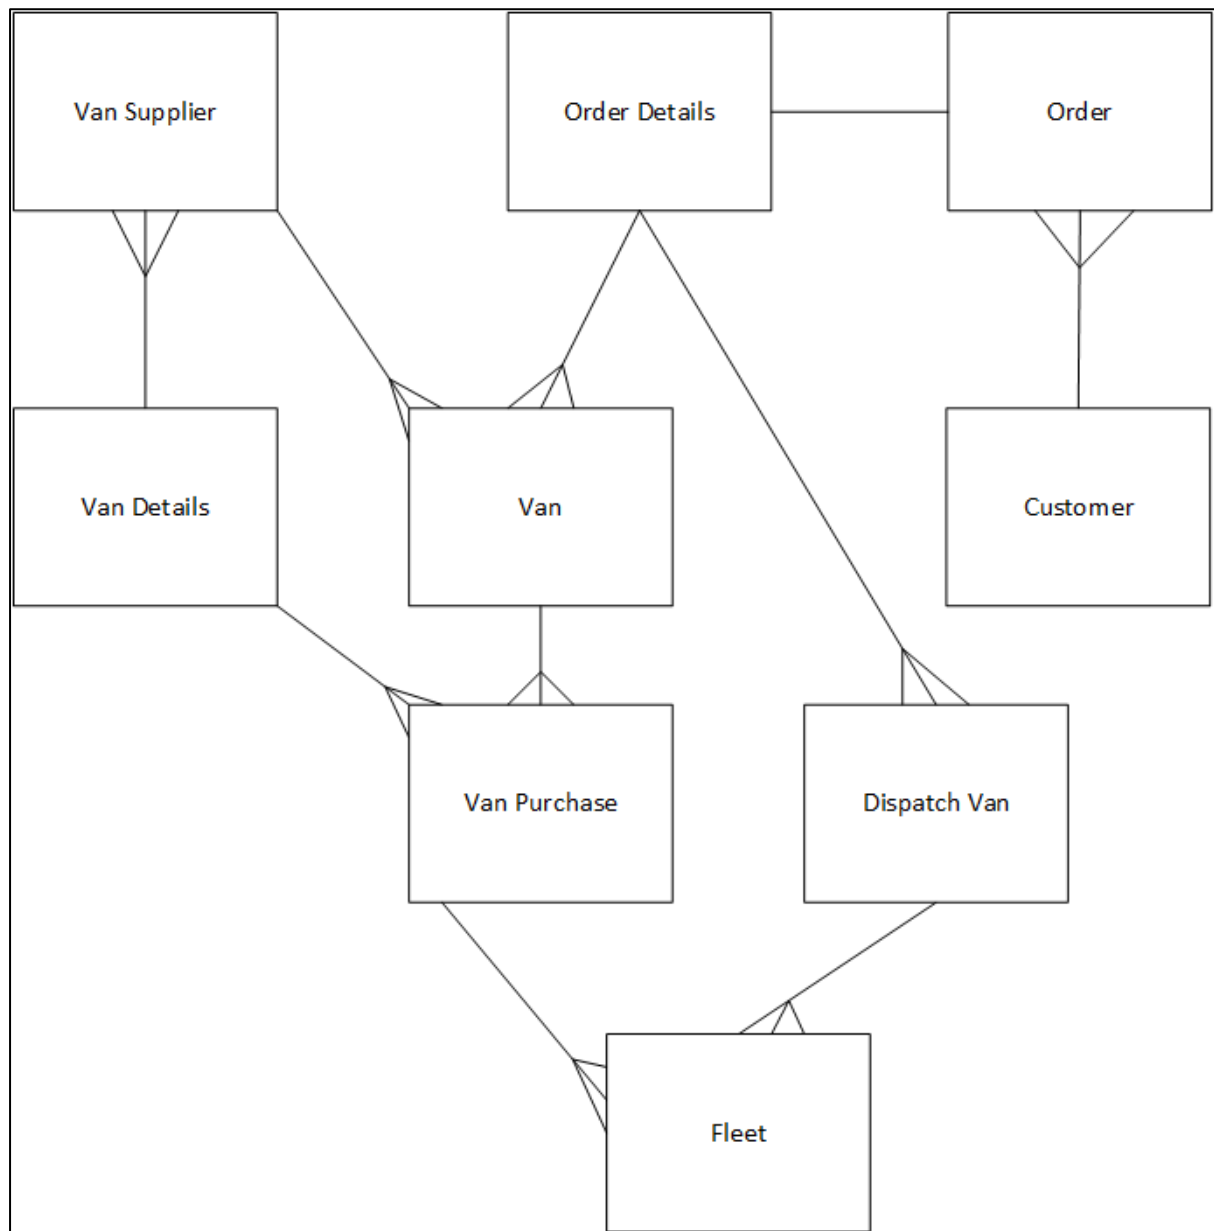 Van Supplier
Order Details
Order
Van Details
Van
Customer
Van Purchase
Dispatch Van
Fleet